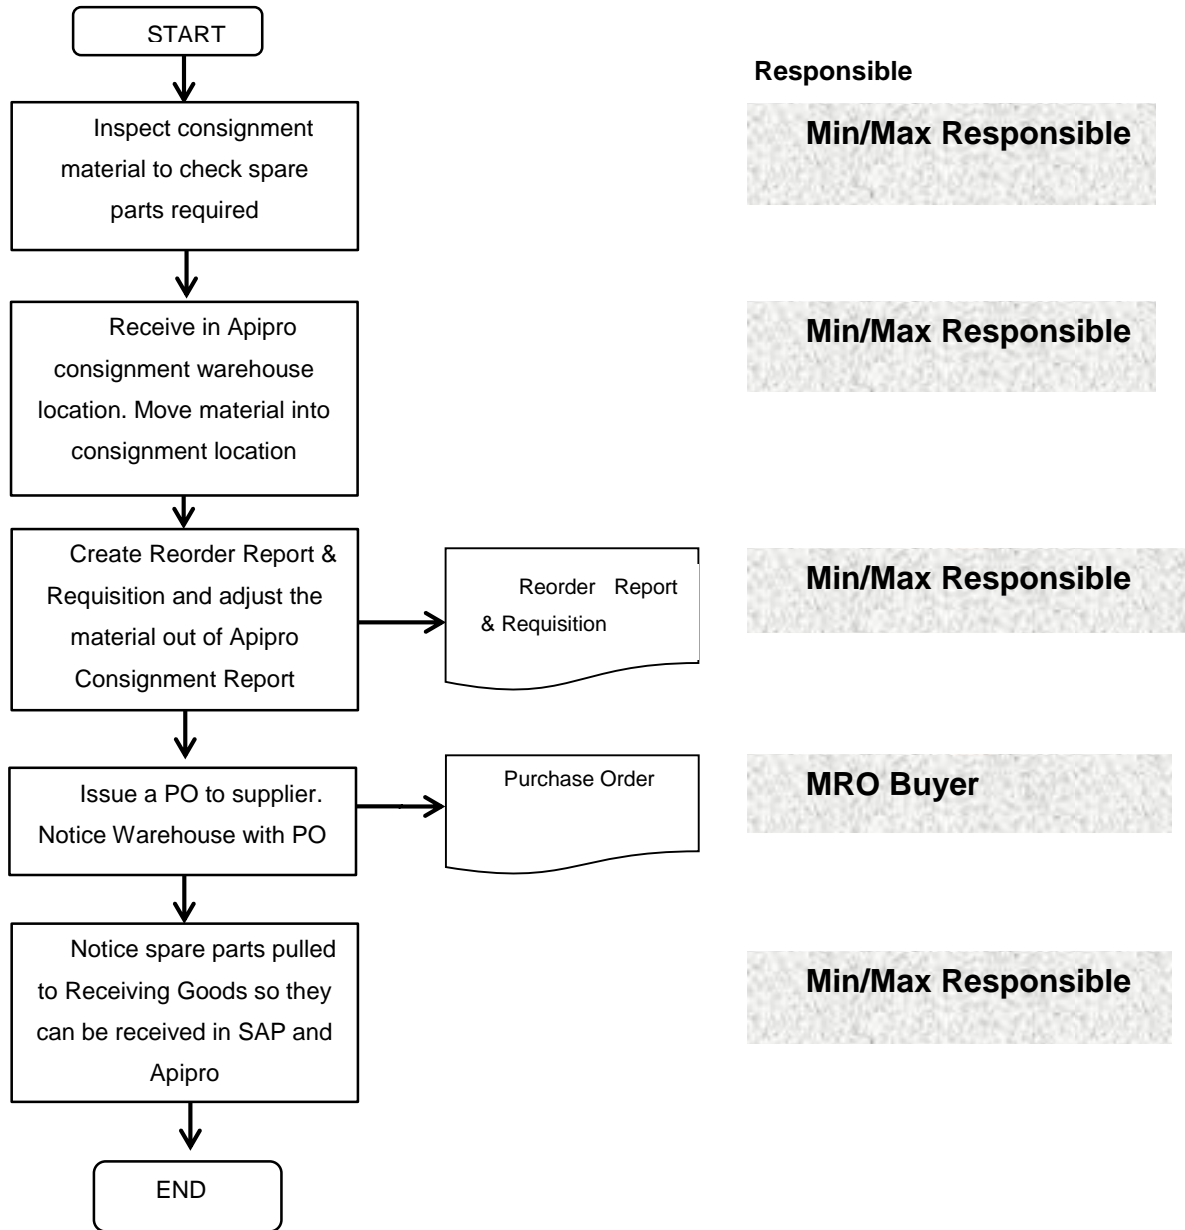 START
Responsible
Inspect consignment
material to check spare
parts required
Min/Max Responsible
Receive in Apipro
consignment warehouse
location. Move material into
consignment location
Min/Max Responsible
Create Reorder Report &
Requisition and adjust the
material out of Apipro
Consignment Report
Reorder Report
& Requisition
Min/Max Responsible
Issue a PO to supplier.
Notice Warehouse with PO
Purchase Order
MRO Buyer
Notice spare parts pulled
to Receiving Goods so they
can be received in SAP and
Apipro
Min/Max Responsible
END